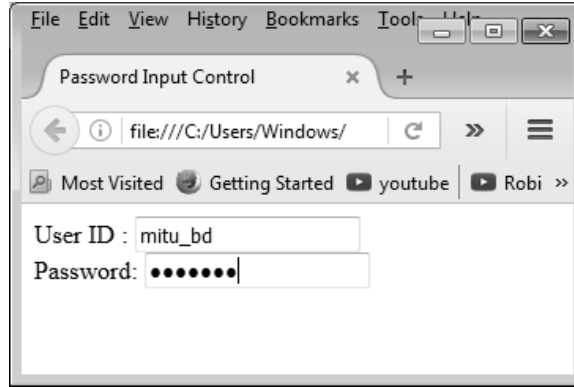 File Edit View History Bookmarks Tools Help
Password Input Control × +
file:///C:/Users/Windows/ »
Most Visited Getting Started youtube Robi »
User ID : mitu_bd
Password: •••••••